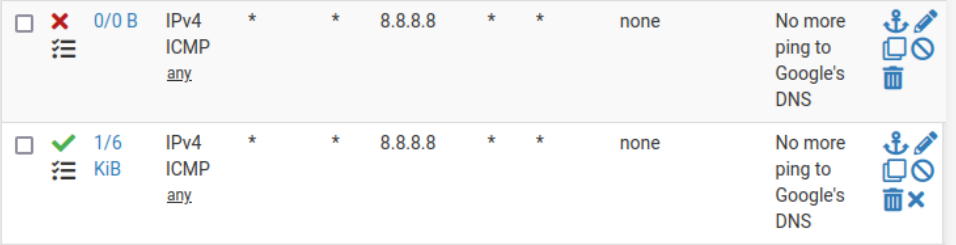 0/0 B IPv4 * * 8.8.8.8 * * none No more
ICMP ping to
any Google's
DNS
1/6 IPv4 * * 8.8.8.8 * * none No more
KiB ICMP ping to
any Google's
DNS